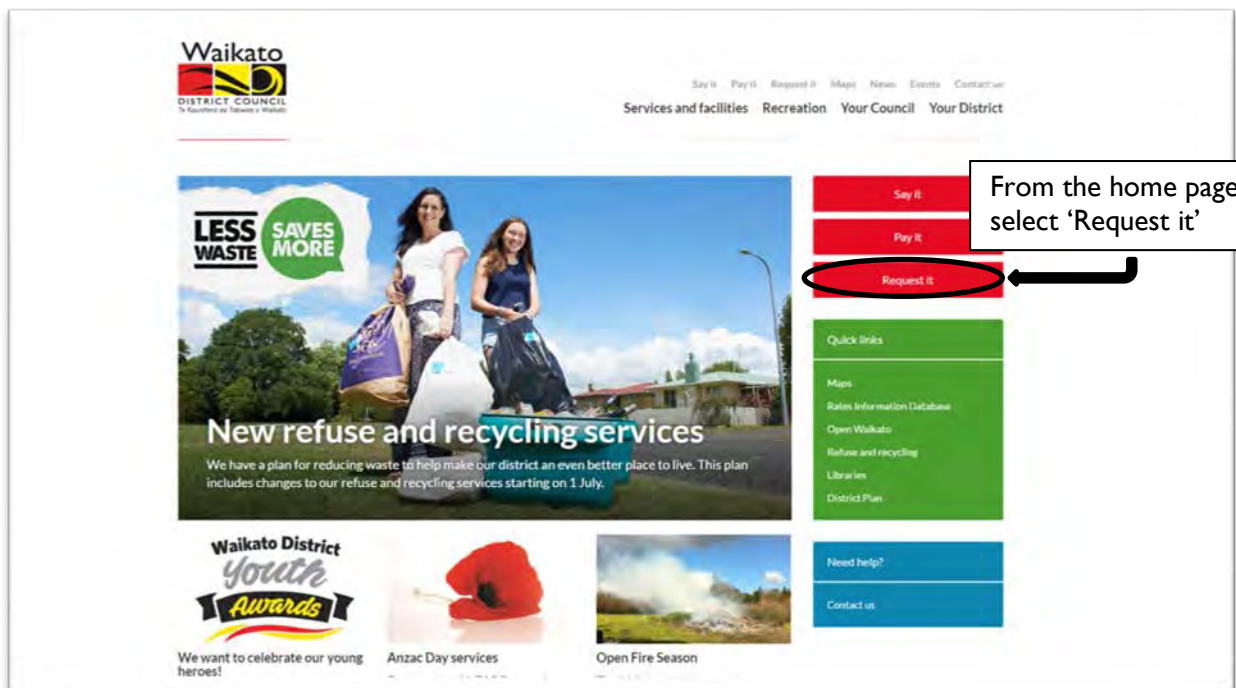 Waikato
DISTRICT COUNCIL
Say it Pay it Request it Maps News Events Contact us
Services and facilities Recreation Your Council Your District
LESS
WASTE
SAVES
MORE
New refuse and recycling services
We have a plan for reducing waste to help make our district an even better place to live. This plan
includes changes to our refuse and recycling services starting on 1 July.
Say it
Pay it
Request it
From the home page
select ‘Request it’
Quick links
Maps
Rates Information Database
Open Waikato
Refuse and recycling
Libraries
District Plan
Need help?
Contact us
Waikato District
Youth
Awards
We want to celebrate our young
heroes!
Anzac Day services
Open Fire Season